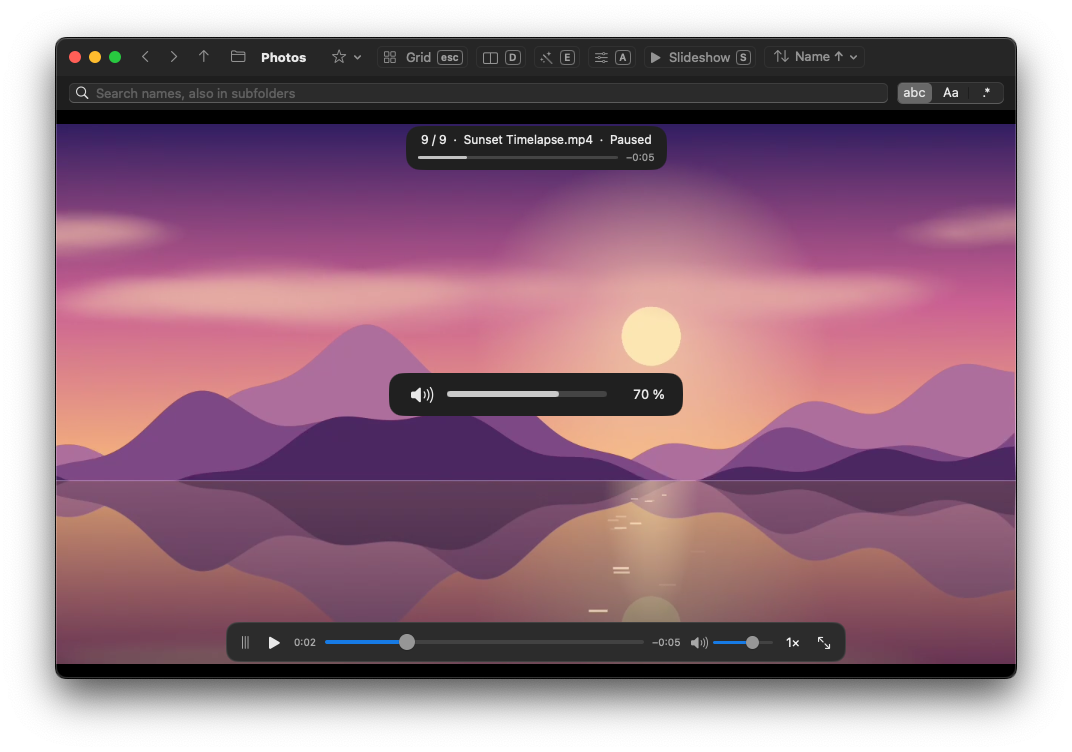 Photos
Grid esc
D
E
A
Slideshow S
Name ↑
Search names, also in subfolders
abc
Aa
.*
9 / 9 · Sunset Timelapse.mp4 · Paused
−0:05
70 %
0:02
−0:05
1×